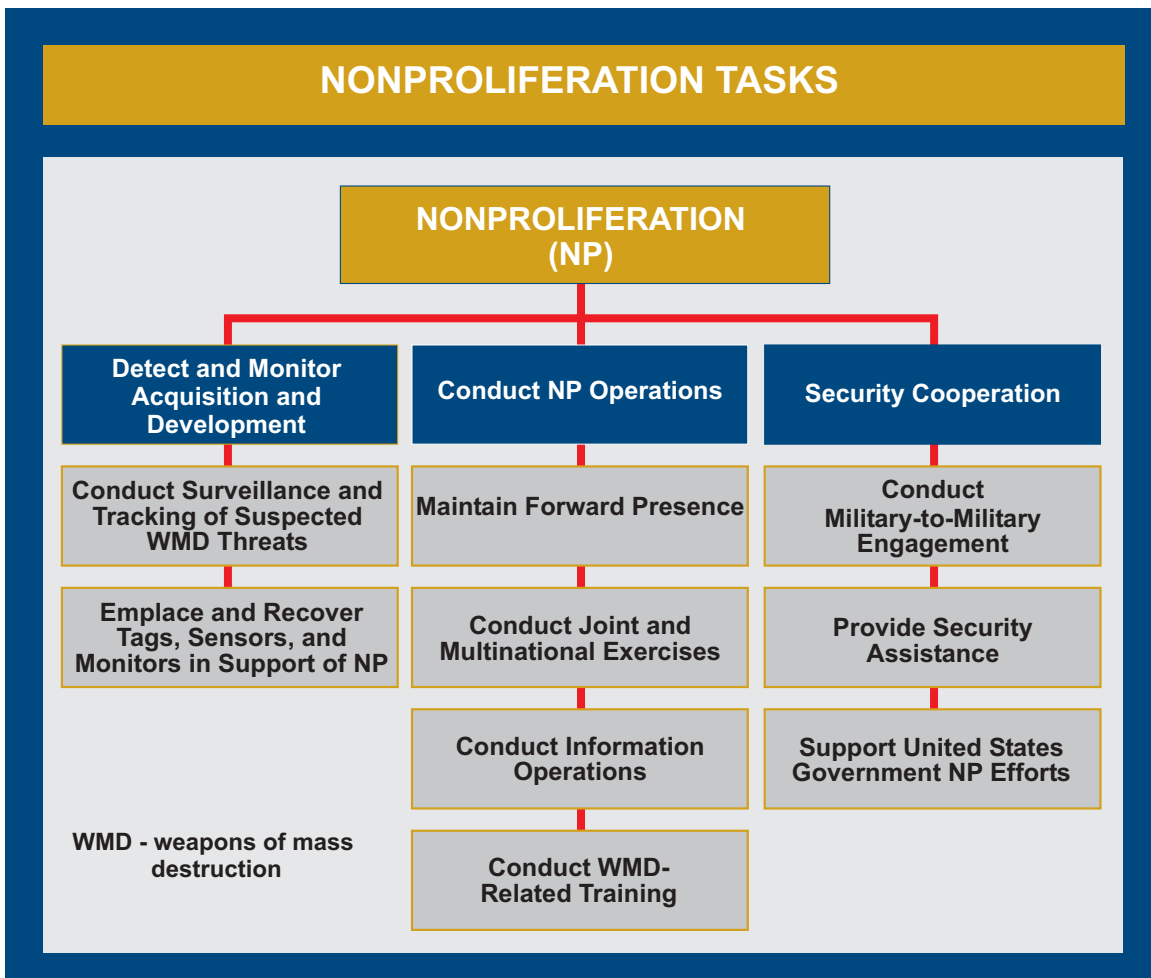 NONPROLIFERATION TASKS
NONPROLIFERATION
(NP)
Detect and Monitor
Acquisition and
Development
Conduct Surveillance and
Tracking of Suspected
WMD Threats
Emplace and Recover
Tags, Sensors, and
Monitors in Support of NP
Conduct NP Operations
Maintain Forward Presence
Conduct Joint and
Multinational Exercises
Conduct Information
Operations
Conduct WMD-
Related Training
Security Cooperation
Conduct
Military-to-Military
Engagement
Provide Security
Assistance
Support United States
Government NP Efforts
WMD - weapons of mass
destruction